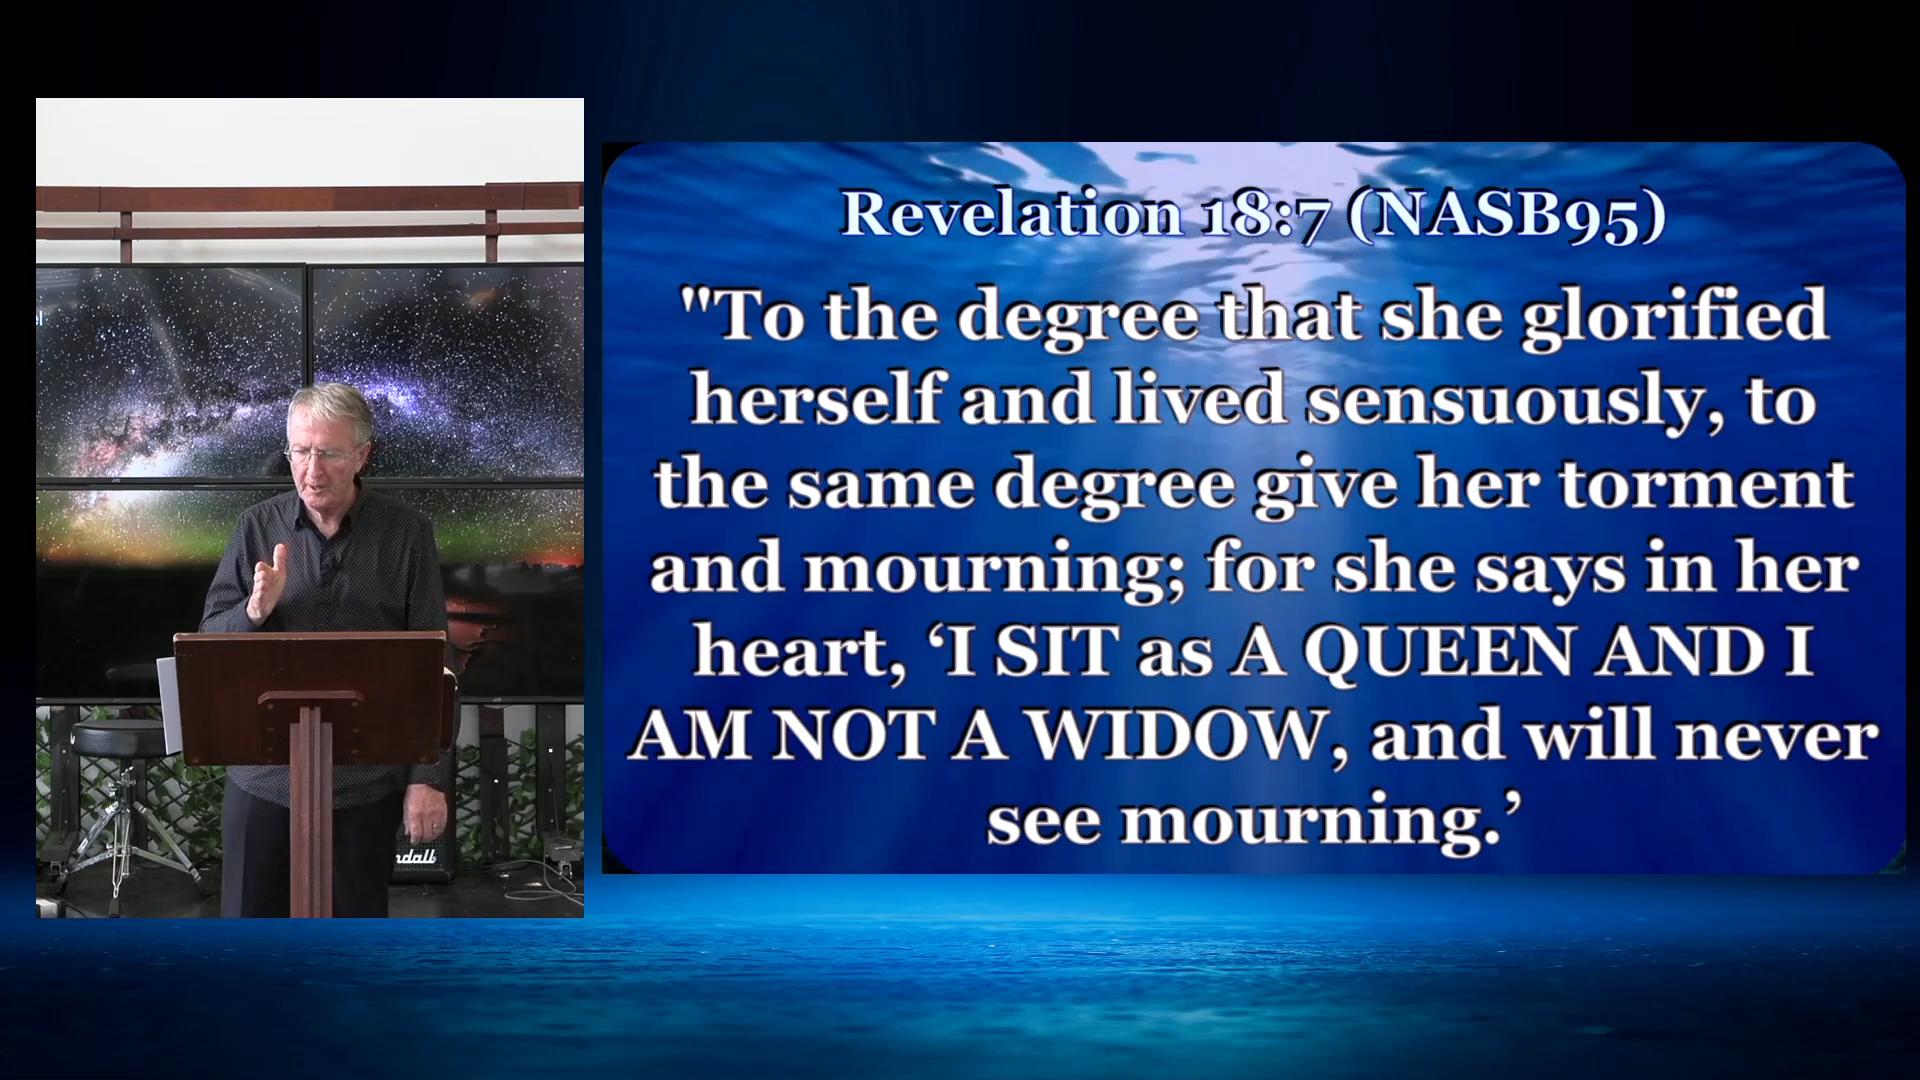 Revelation 18:7 (NASB95)
"To the degree that she glorified
herself and lived sensuously, to
the same degree give her torment
and mourning; for she says in her
heart, ‘I SIT as A QUEEN AND I
AM NOT A WIDOW, and will never
see mourning.’